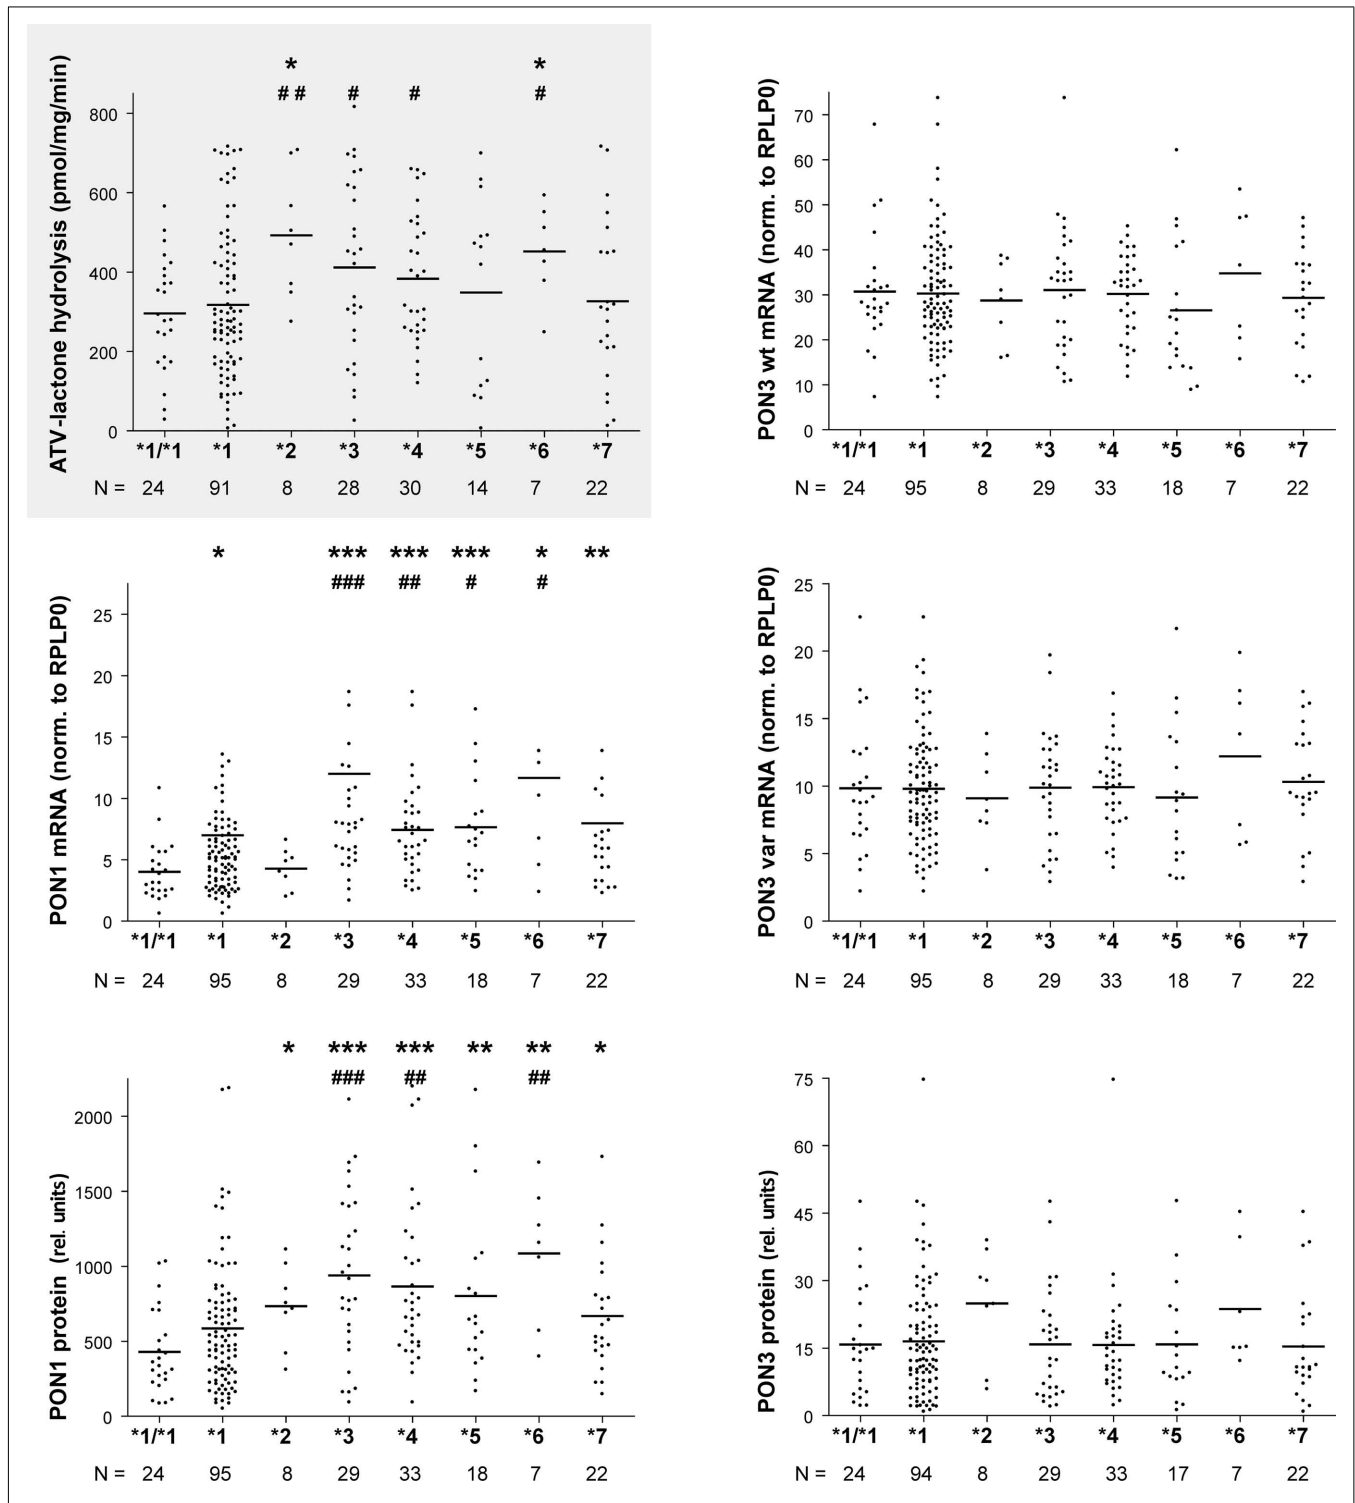 ATV-lactone hydrolysis (pmol/mg/min)
* *
# # # # #
800
600
400
200
0
*1/*1 *1 *2 *3 *4 *5 *6 *7
N = 24 91 8 28 30 14 7 22
PON3 wt mRNA (norm. to RPLP0)
70
60
50
40
30
20
10
0
*1/*1 *1 *2 *3 *4 *5 *6 *7
N = 24 95 8 29 33 18 7 22
PON1 mRNA (norm. to RPLP0)
* *** *** *** * **
### ## # #
25
20
15
10
5
0
*1/*1 *1 *2 *3 *4 *5 *6 *7
N = 24 95 8 29 33 18 7 22
PON3 var mRNA (norm. to RPLP0)
25
20
15
10
5
0
*1/*1 *1 *2 *3 *4 *5 *6 *7
N = 24 95 8 29 33 18 7 22
PON1 protein (rel. units)
* *** *** ** ** *
### ## ##
2000
1500
1000
500
0
*1/*1 *1 *2 *3 *4 *5 *6 *7
N = 24 95 8 29 33 18 7 22
PON3 protein (rel. units)
75
60
45
30
15
0
*1/*1 *1 *2 *3 *4 *5 *6 *7
N = 24 94 8 29 33 17 7 22